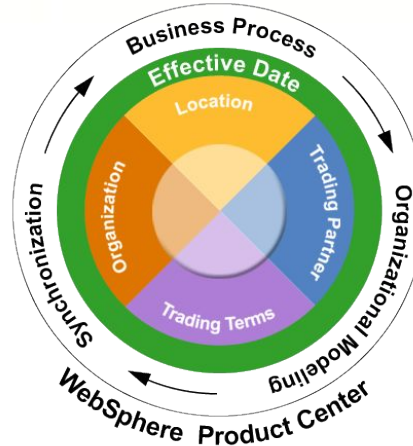 Business Process
Effective Date
Location
Organization
Trading Partner
Trading Terms
Synchronization
Organizational Modeling
WebSphere Product Center